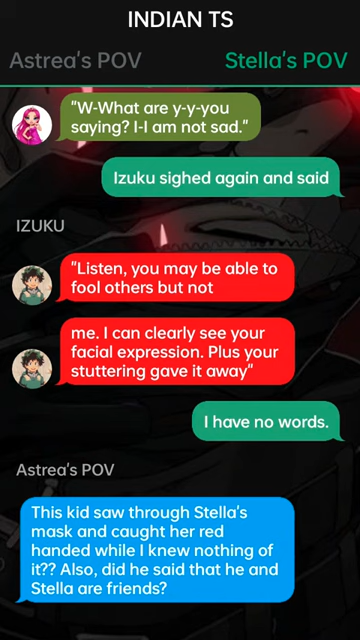 INDIAN TS
Astrea's POV
Stella's POV
"W-What are y-y-you
saying? I-I am not sad."
Izuku sighed again and said
IZUKU
"Listen, you may be able to
fool others but not
me. I can clearly see your
facial expression. Plus your
stuttering gave it away"
I have no words.
Astrea's POV
This kid saw through Stella's
mask and caught her red
handed while I knew nothing of
it?? Also, did he said that he and
Stella are friends?